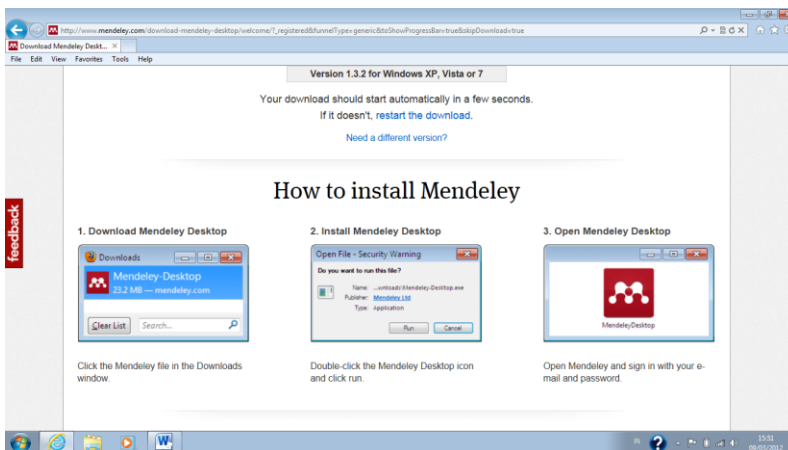 http://www.mendeley.com/download-mendeley-desktop/welcome/?_registered&funnelType=generic&toShowProgressBar=true&skipDownload=true
Download Mendeley Deskt...
File Edit View Favorites Tools Help
Version 1.3.2 for Windows XP, Vista or 7
Your download should start automatically in a few seconds.
If it doesn't, restart the download.
Need a different version?
How to install Mendeley
feedback
1. Download Mendeley Desktop
Downloads
Mendeley-Desktop
23.2 MB — mendeley.com
Clear List Search...
Click the Mendeley file in the Downloads
window.
2. Install Mendeley Desktop
Open File - Security Warning
Do you want to run this file?
Name: ...wnloads\Mendeley-Desktop.exe
Publisher: Mendeley Ltd
Type: Application
Run Cancel
Double-click the Mendeley Desktop icon
and click run.
3. Open Mendeley Desktop
MendeleyDesktop
Open Mendeley and sign in with your e-
mail and password.
15:31
09/03/2012